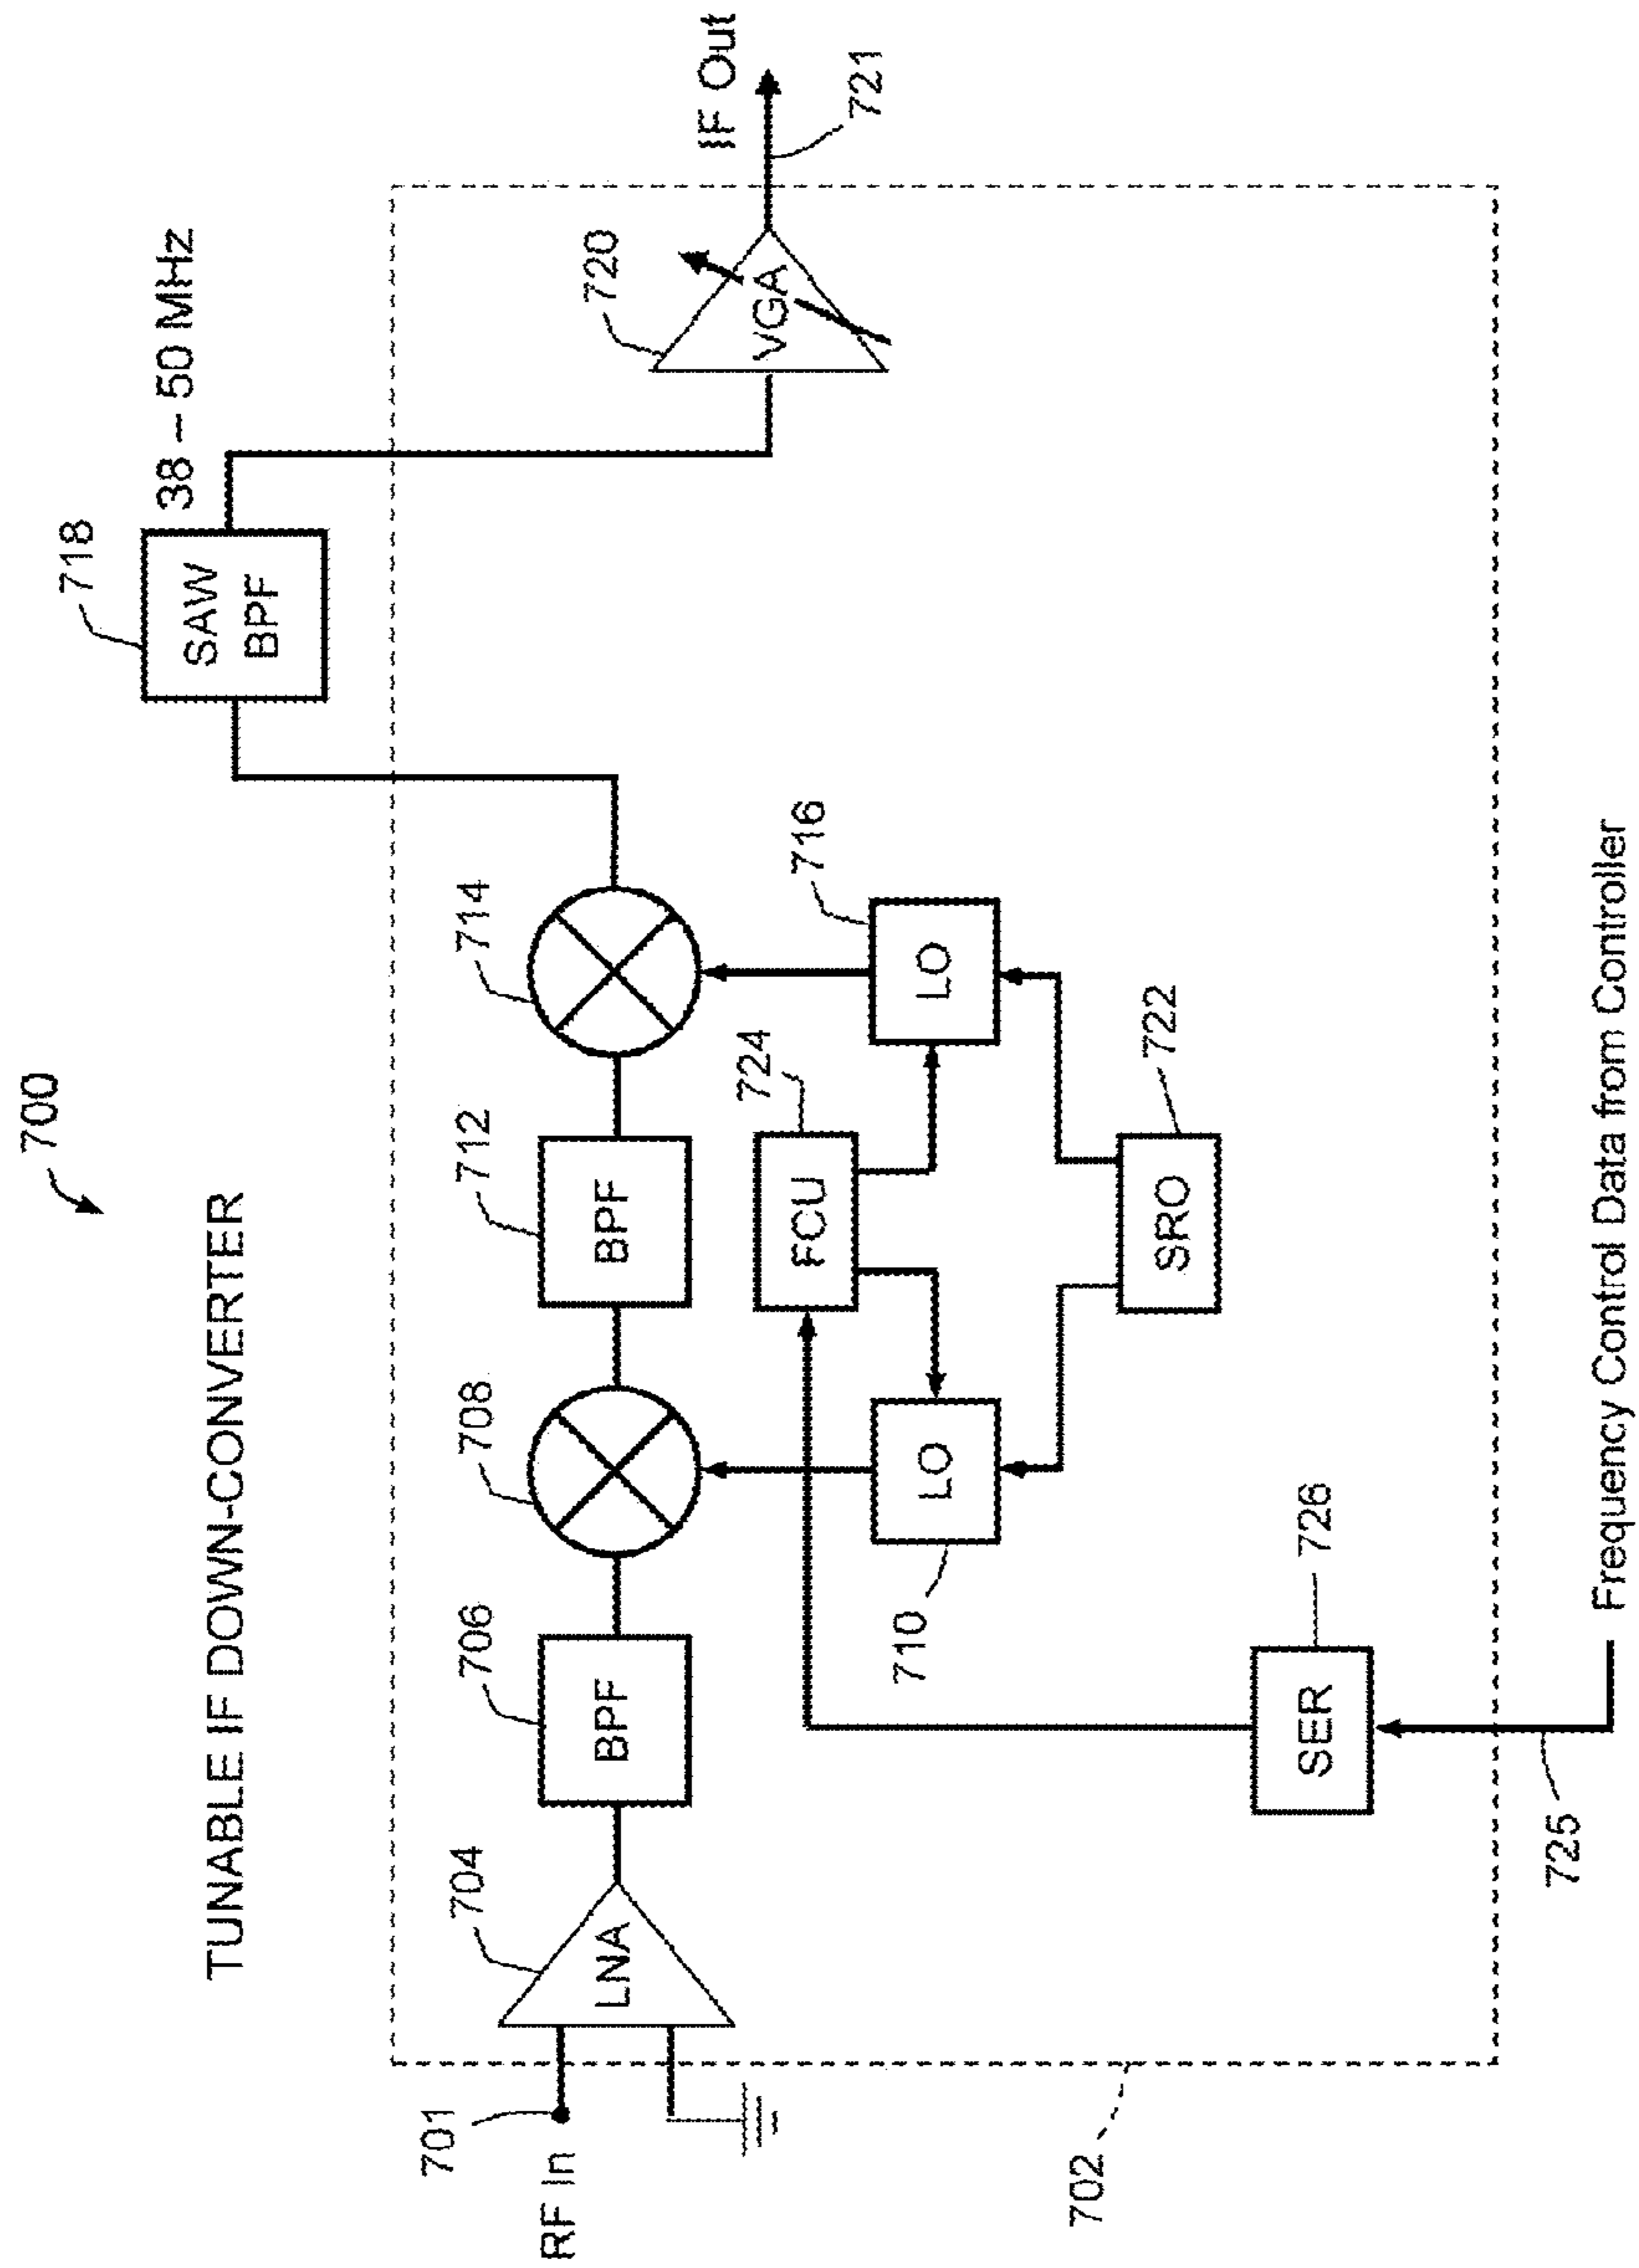 700
TUNABLE IF DOWN-CONVERTER
718
SAW
BPF
38 – 50 MHz
701
RF In
704
LNA
706
BPF
708
712
BPF
714
720
VGA
IF Out
721
724
FCU
716
LO
710
LO
722
SRO
726
SER
702
725
Frequency Control Data from Controller